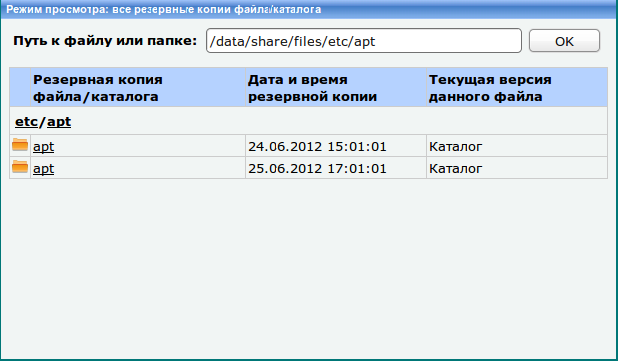 Режим просмотра: все резервные копии файла/каталога
Путь к файлу или папке: /data/share/files/etc/apt OK
Резервная копия файла/каталога Дата и время резервной копии Текущая версия данного файла
etc/apt
apt 24.06.2012 15:01:01 Каталог
apt 25.06.2012 17:01:01 Каталог